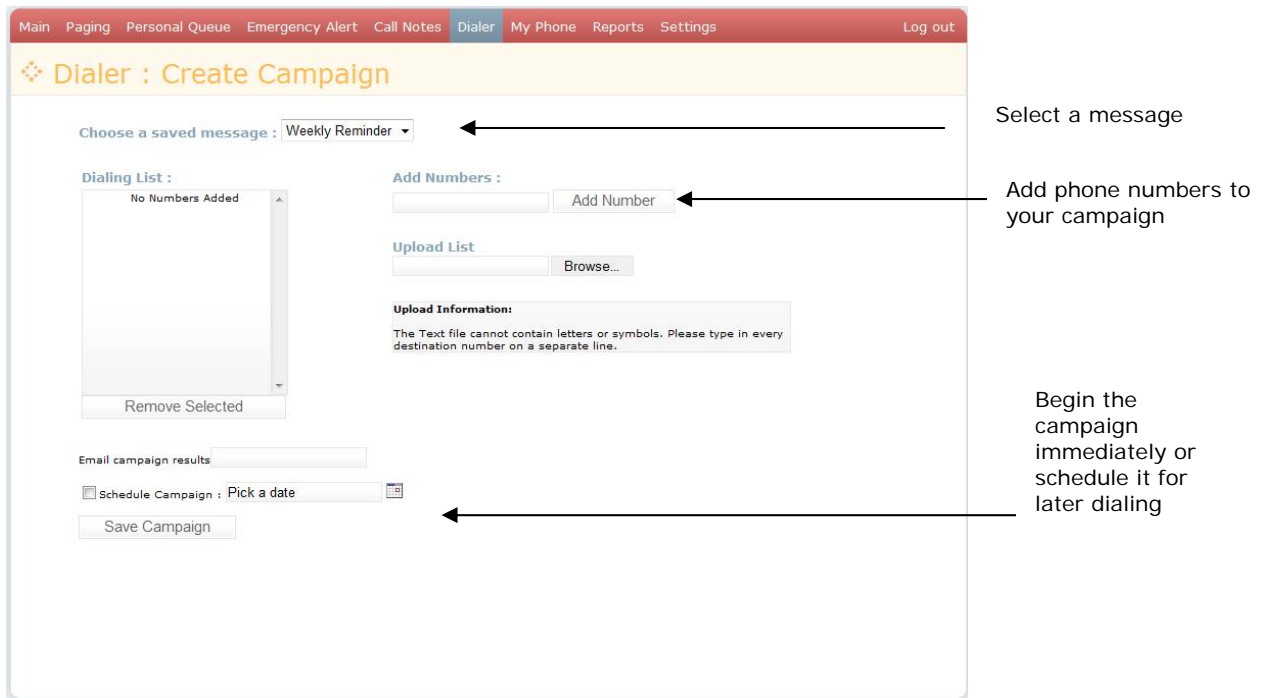 Main Paging Personal Queue Emergency Alert Call Notes Dialer My Phone Reports Settings Log out
Dialer : Create Campaign
Choose a saved message : Weekly Reminder
Select a message
Dialing List :
No Numbers Added
Remove Selected
Add Numbers :
Add Number
Add phone numbers to
your campaign
Upload List
Browse...
Upload Information:
The Text file cannot contain letters or symbols. Please type in every
destination number on a separate line.
Email campaign results
Schedule Campaign : Pick a date
Save Campaign
Begin the
campaign
immediately or
schedule it for
later dialing